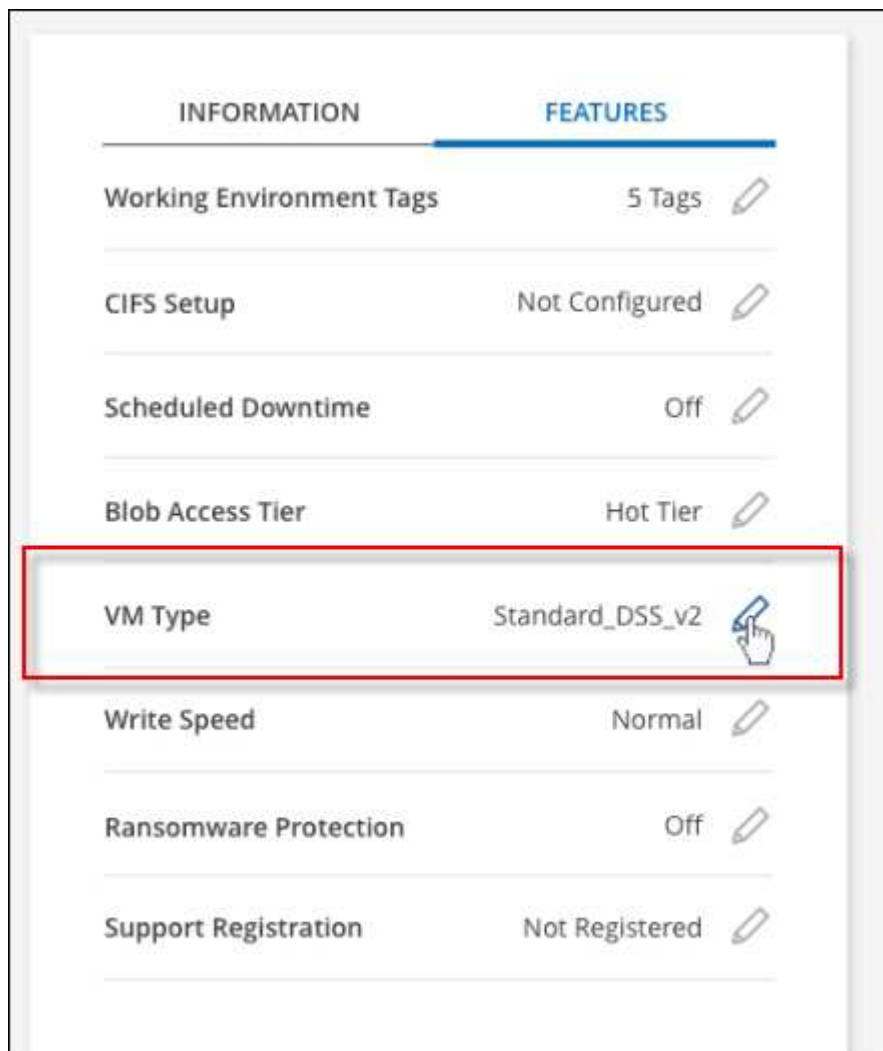 INFORMATION FEATURES
Working Environment Tags 5 Tags
CIFS Setup Not Configured
Scheduled Downtime Off
Blob Access Tier Hot Tier
VM Type Standard_DSS_v2
Write Speed Normal
Ransomware Protection Off
Support Registration Not Registered